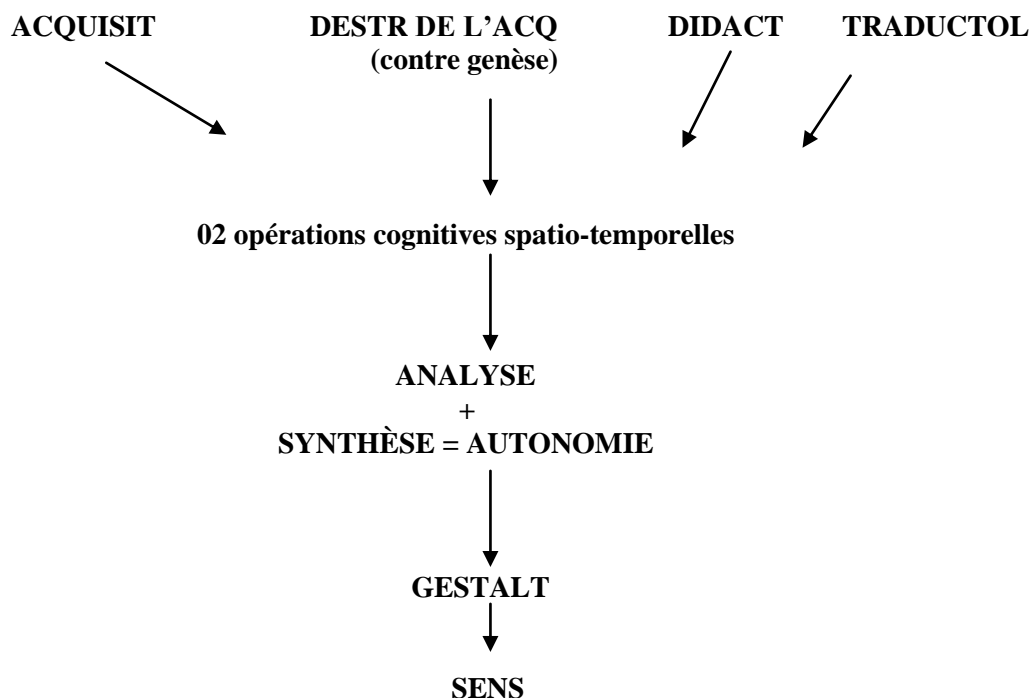 ACQUISIT DESTR DE L’ACQ DIDACT TRADUCTOL
(contre genèse)
02 opérations cognitives spatio-temporelles
ANALYSE
+
SYNTHÈSE = AUTONOMIE
GESTALT
SENS